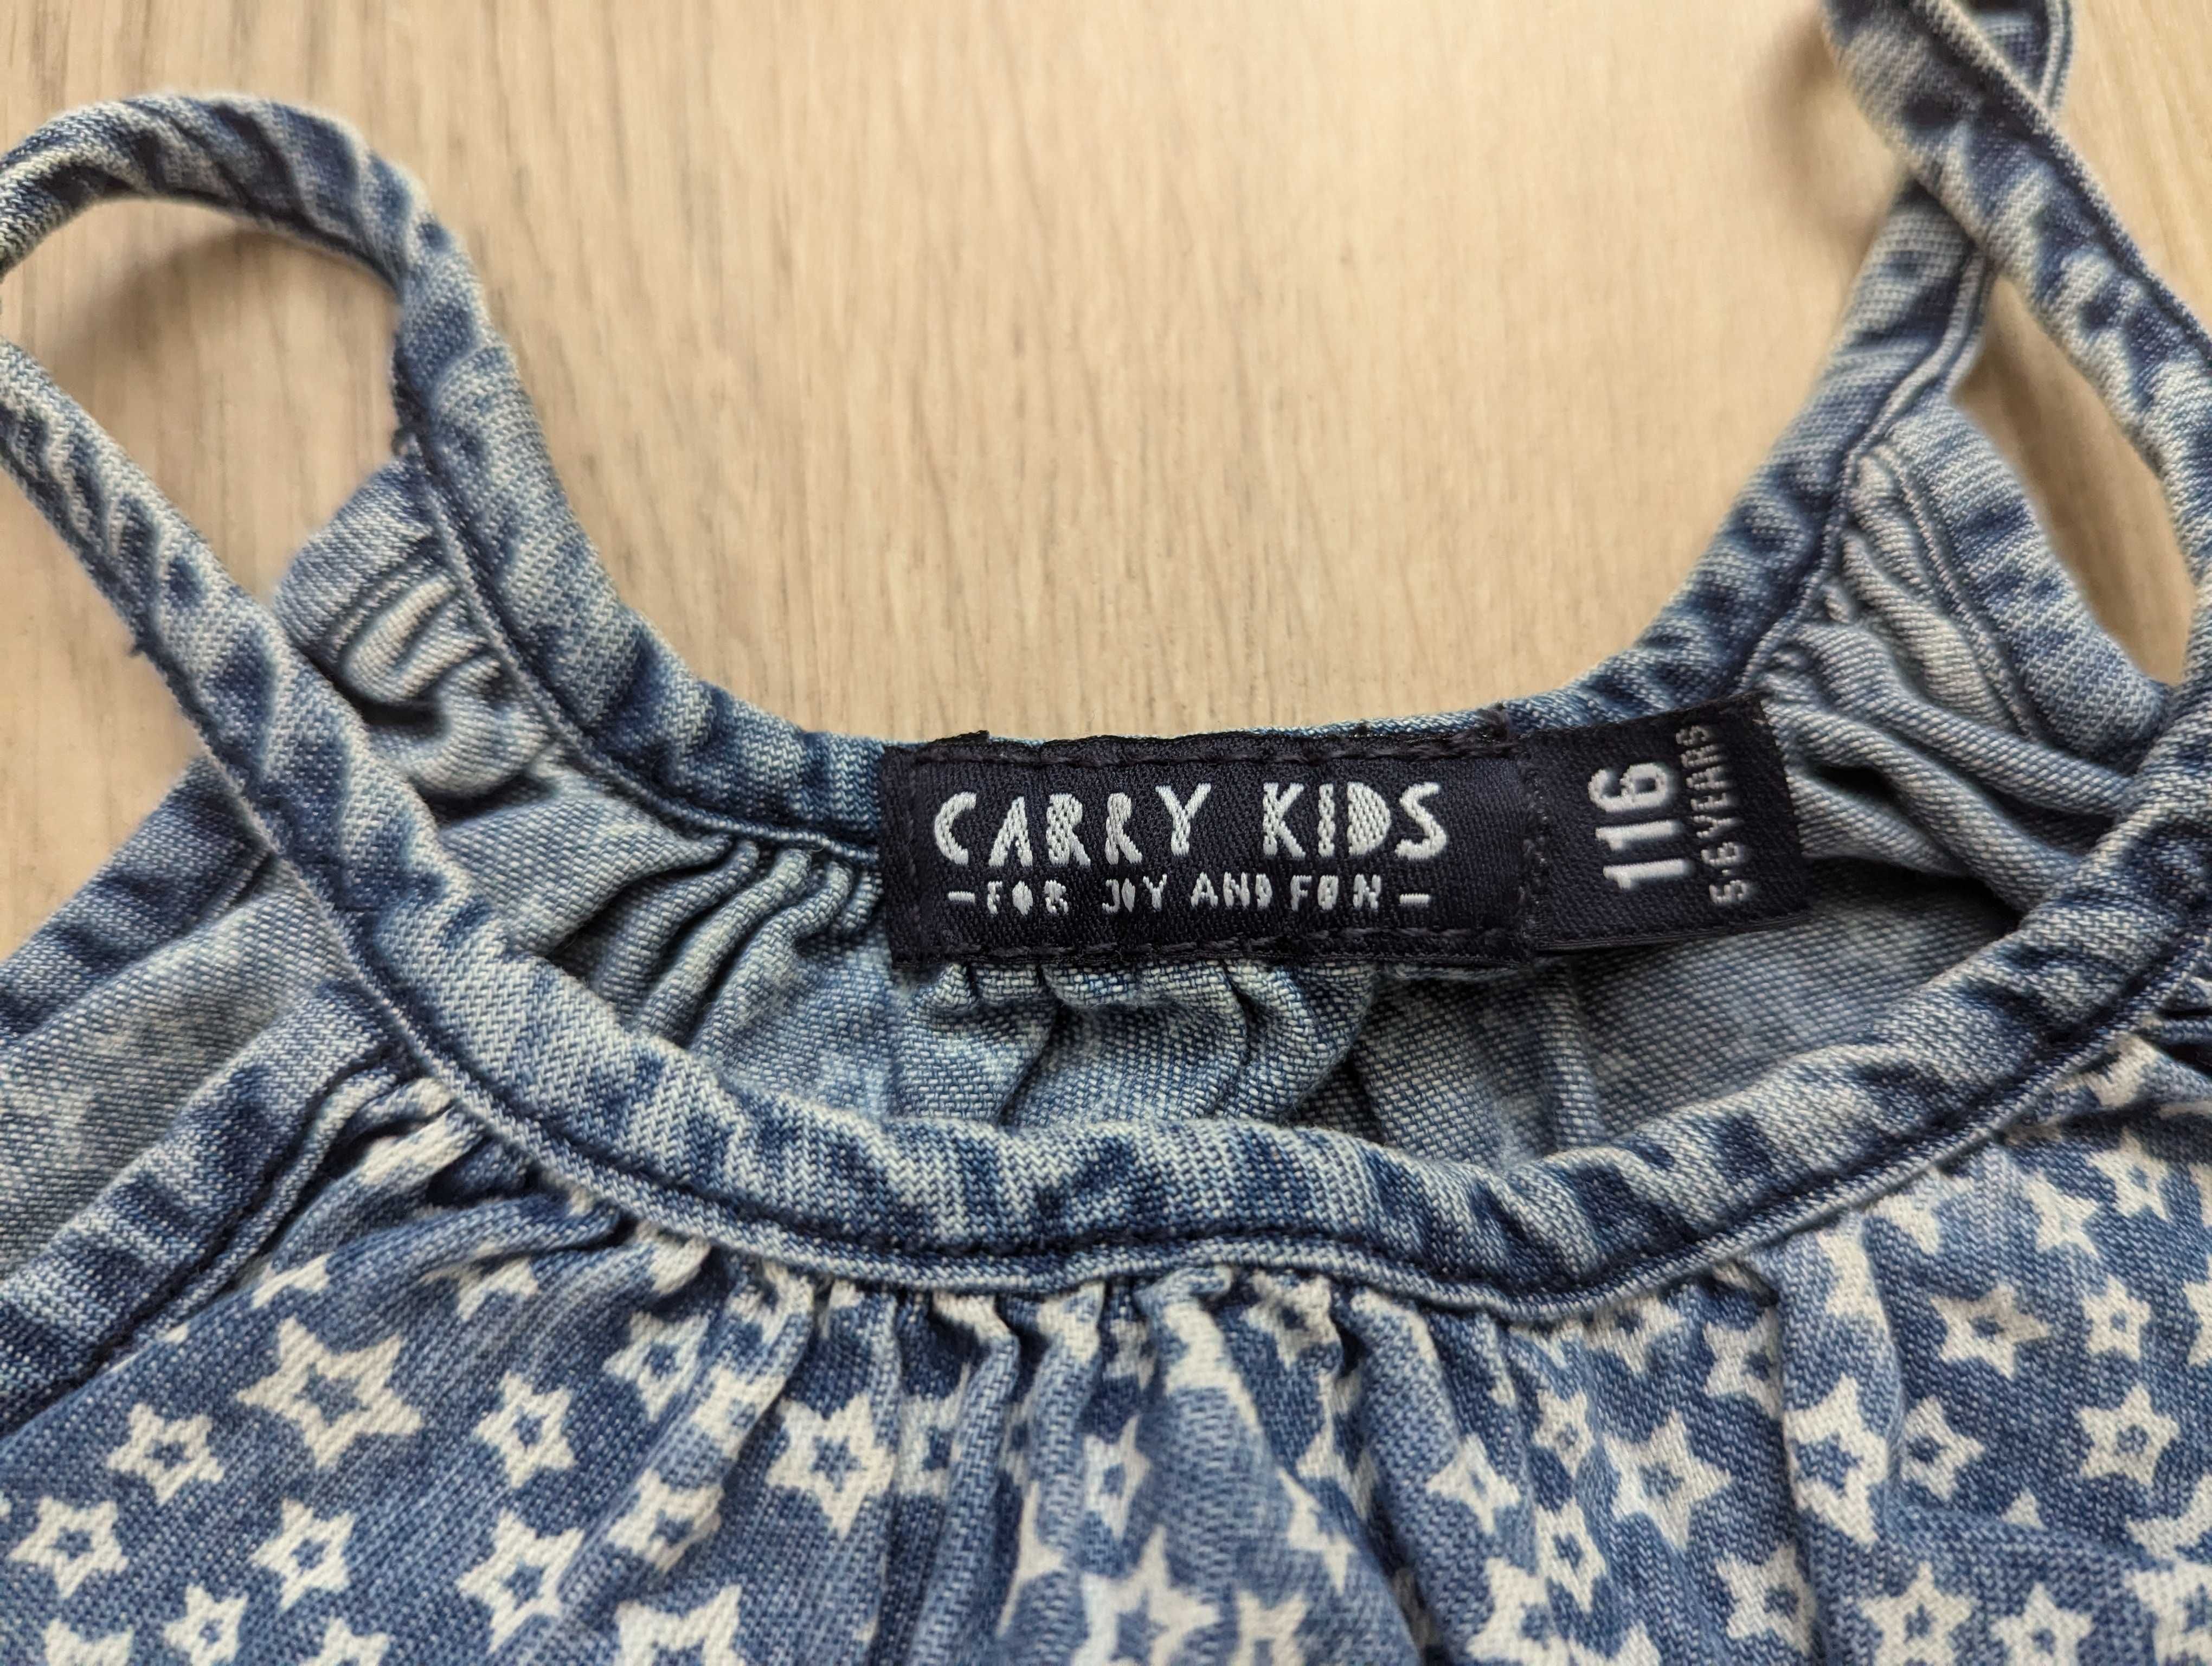 CARRY KIDS
-FOR JOY AND FUN-
116
5-6 YEARS